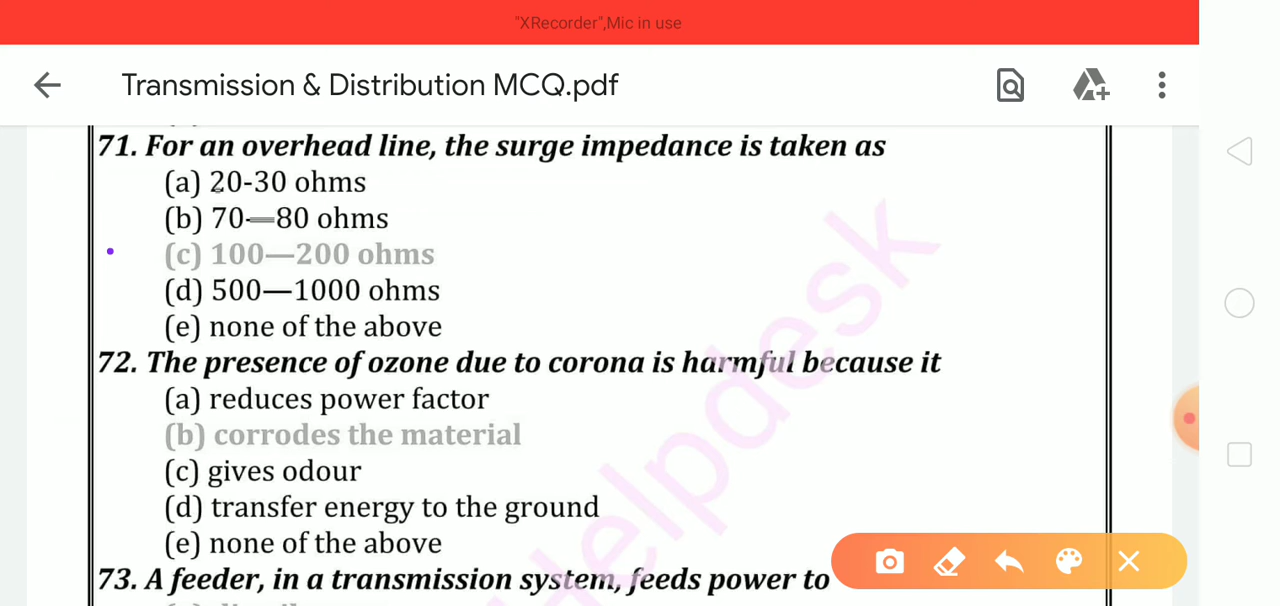 "XRecorder",Mic in use
Transmission & Distribution MCQ.pdf
71. For an overhead line, the surge impedance is taken as
(a) 20-30 ohms
(b) 70—80 ohms
(c) 100—200 ohms
(d) 500—1000 ohms
(e) none of the above
72. The presence of ozone due to corona is harmful because it
(a) reduces power factor
(b) corrodes the material
(c) gives odour
(d) transfer energy to the ground
(e) none of the above
73. A feeder, in a transmission system, feeds power to
Helpdesk